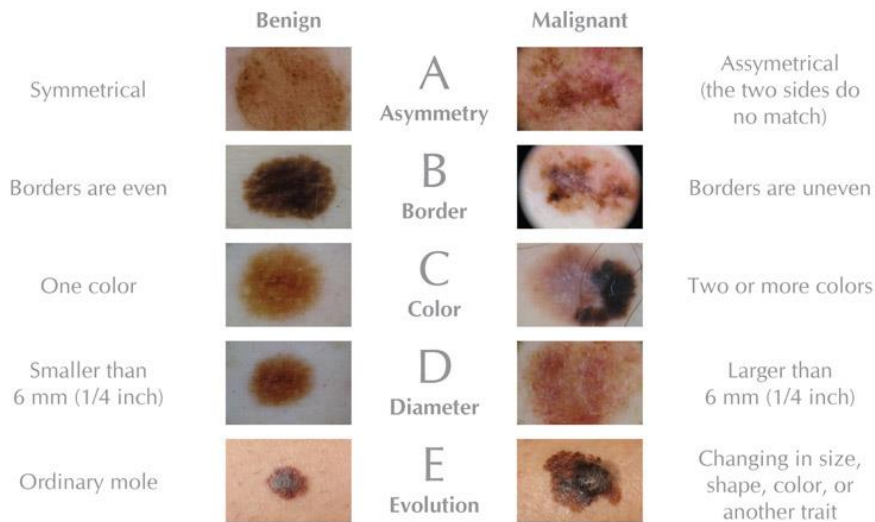 Benign
Malignant
Symmetrical
A
Asymmetry
Assymetrical
(the two sides do
no match)
Borders are even
B
Border
Borders are uneven
One color
C
Color
Two or more colors
Smaller than
6 mm (1/4 inch)
D
Diameter
Larger than
6 mm (1/4 inch)
Ordinary mole
E
Evolution
Changing in size,
shape, color, or
another trait